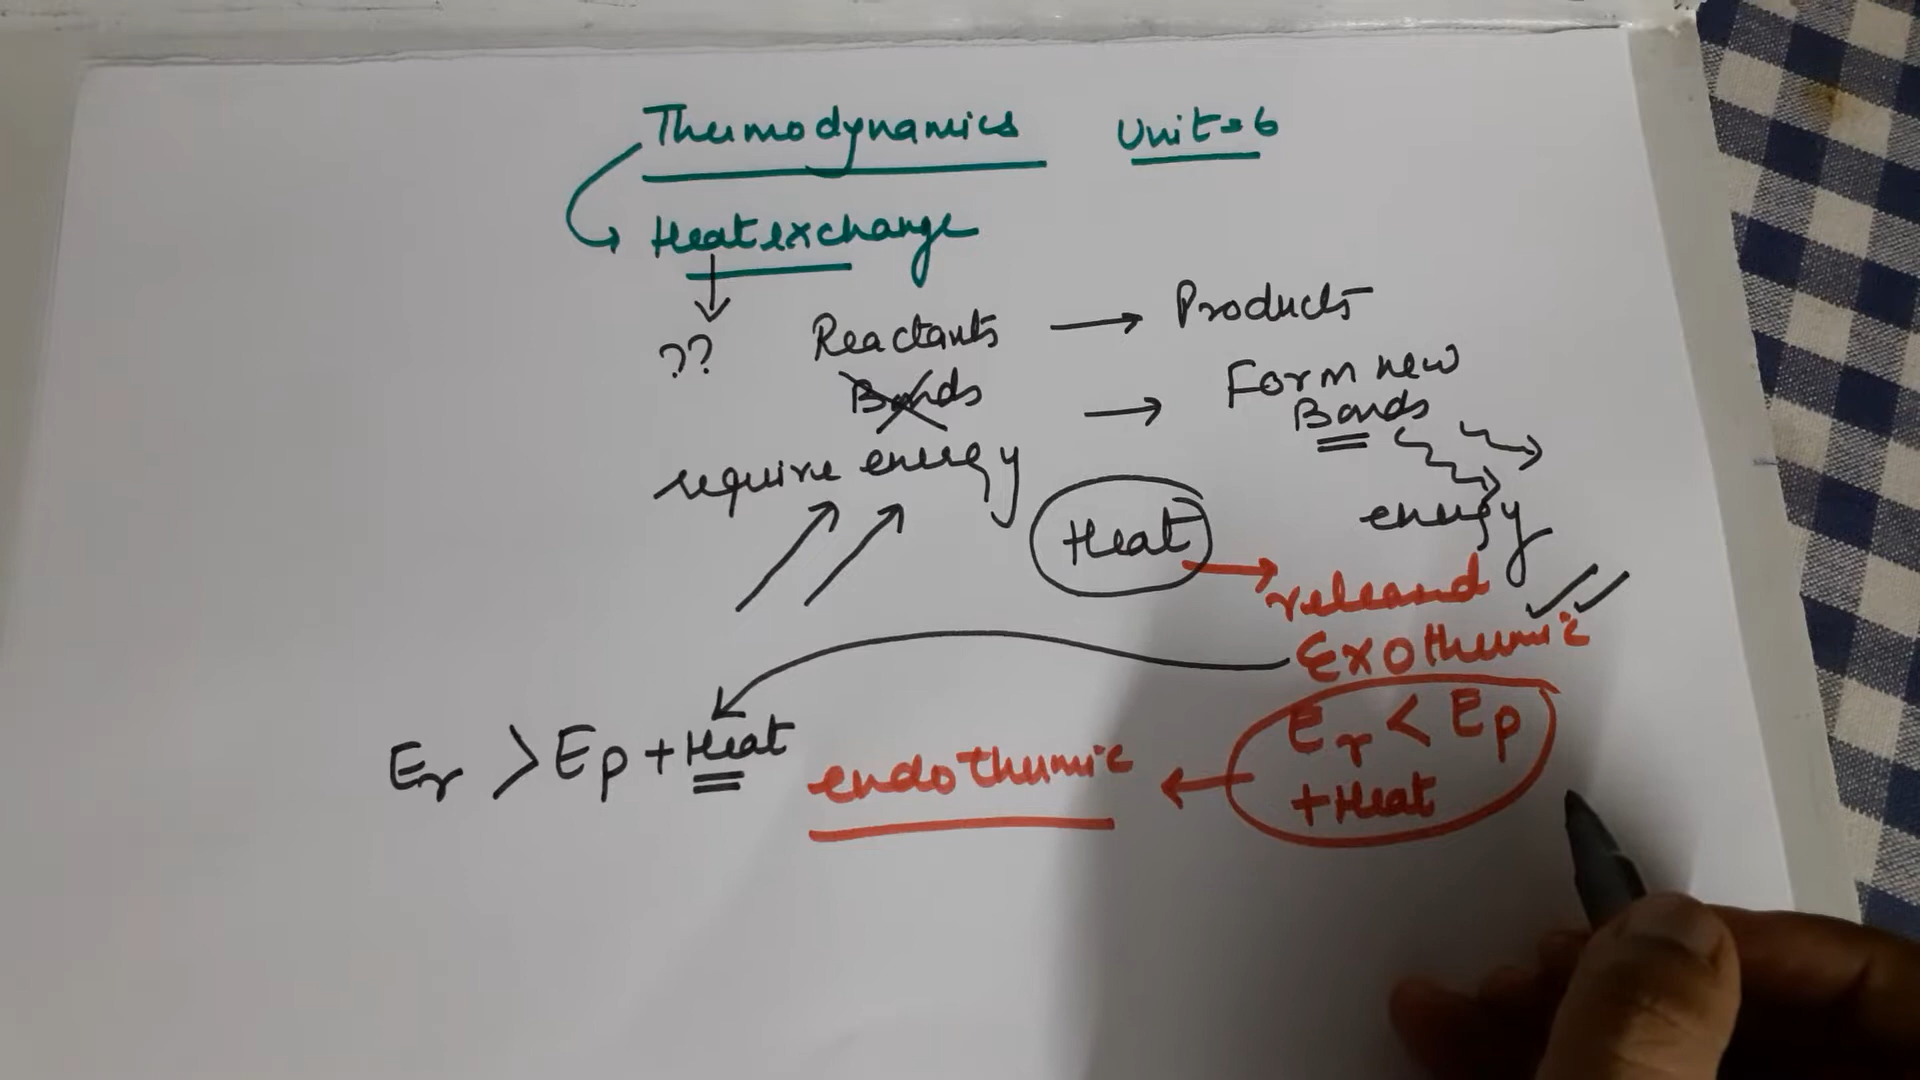 Thermodynamics Unit-6
Heat exchange
?? Reactants → Products
Bonds → Form new
Bonds
require energy
energy
Heat → released
Exothermic
Er > Ep + Heat
Er < Ep
+ Heat
endothermic ←